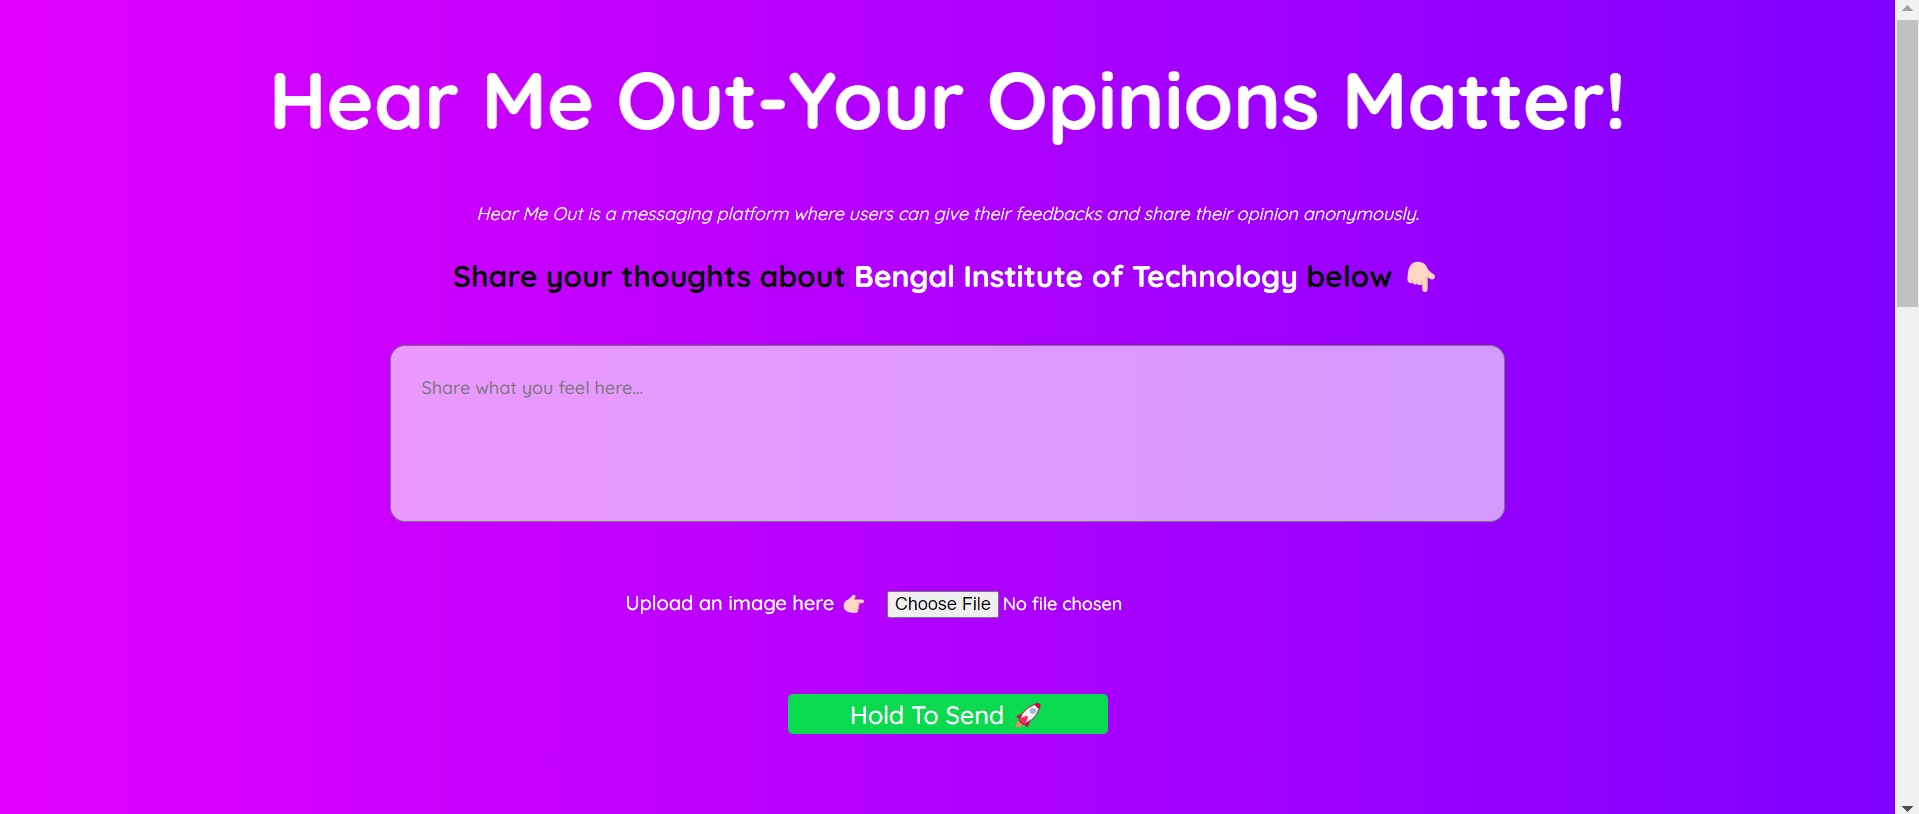 Hear Me Out-Your Opinions Matter!
Hear Me Out is a messaging platform where users can give their feedbacks and share their opinion anonymously.
Share your thoughts about Bengal Institute of Technology below 👇🏻
Share what you feel here...
Upload an image here 👉🏻 Choose File No file chosen
Hold To Send 🚀